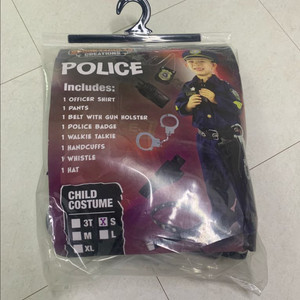 CREATIONS
POLICE
Includes:
1 OFFICER SHIRT
1 PANTS
1 BELT WITH GUN HOLSTER
1 POLICE BADGE
1 WALKIE TALKIE
1 HANDCUFFS
1 WHISTLE
1 HAT
CHILD
COSTUME
3T S
M L
XL